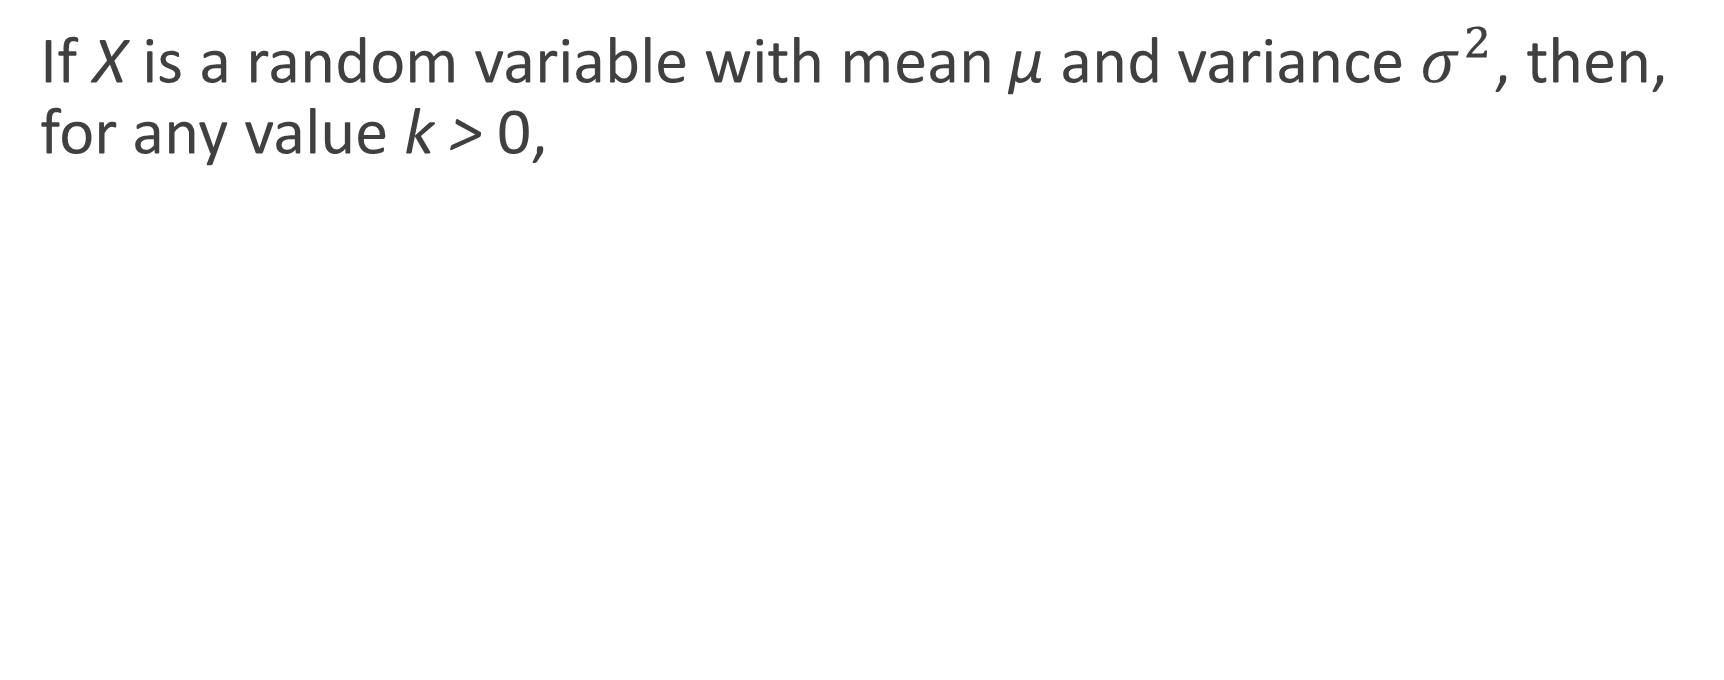 If X is a random variable with mean μ and variance σ², then,
for any value k > 0,